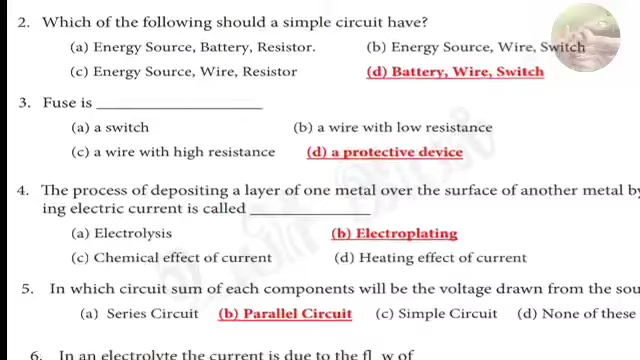 2. Which of the following should a simple circuit have?
(a) Energy Source, Battery, Resistor. (b) Energy Source, Wire, Switch
(c) Energy Source, Wire, Resistor (d) Battery, Wire, Switch
3. Fuse is ____________________
(a) a switch (b) a wire with low resistance
(c) a wire with high resistance (d) a protective device
4. The process of depositing a layer of one metal over the surface of another metal by
ing electric current is called ______________
(a) Electrolysis (b) Electroplating
(c) Chemical effect of current (d) Heating effect of current
5. In which circuit sum of each components will be the voltage drawn from the sou
(a) Series Circuit (b) Parallel Circuit (c) Simple Circuit (d) None of these
6. In an electrolyte the current is due to the fl w of